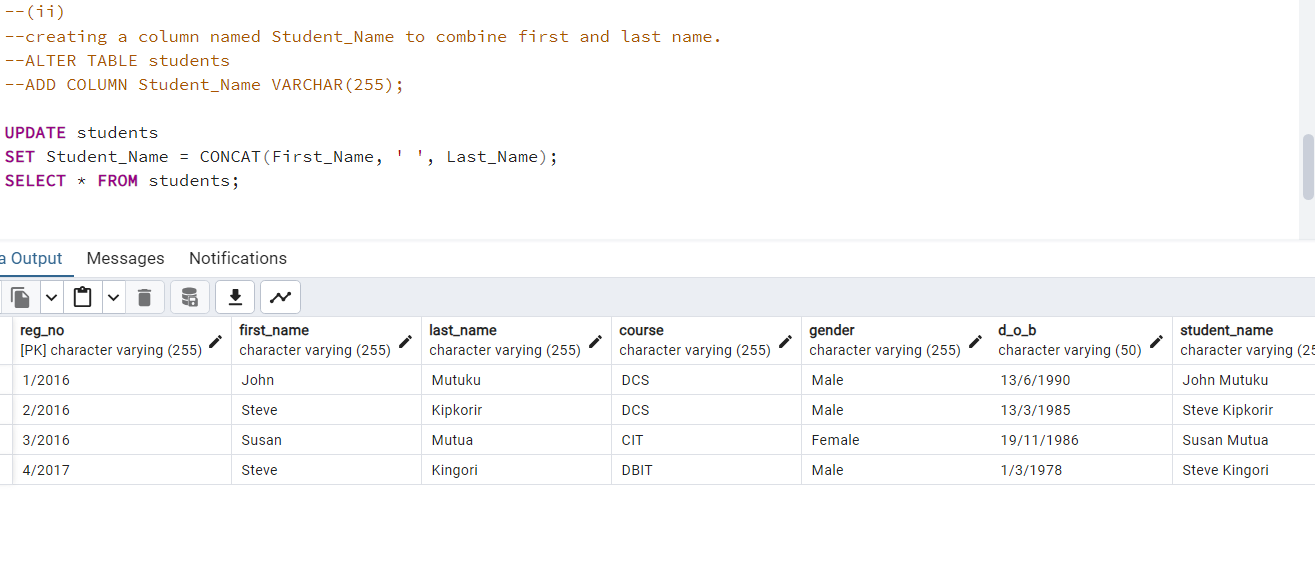 --(ii)
--creating a column named Student_Name to combine first and last name.
--ALTER TABLE students
--ADD COLUMN Student_Name VARCHAR(255);
UPDATE students
SET Student_Name = CONCAT(First_Name, ' ', Last_Name);
SELECT * FROM students;
a Output Messages Notifications
reg_no first_name last_name course gender d_o_b student_name
[PK] character varying (255) character varying (255) character varying (255) character varying (255) character varying (255) character varying (50) character varying (25
1/2016 John Mutuku DCS Male 13/6/1990 John Mutuku
2/2016 Steve Kipkorir DCS Male 13/3/1985 Steve Kipkorir
3/2016 Susan Mutua CIT Female 19/11/1986 Susan Mutua
4/2017 Steve Kingori DBIT Male 1/3/1978 Steve Kingori